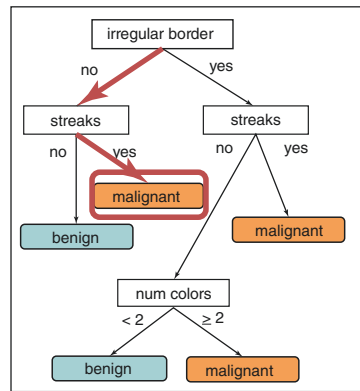 irregular border
no
yes
streaks
streaks
no
yes
no
yes
malignant
benign
malignant
num colors
< 2
≥ 2
benign
malignant